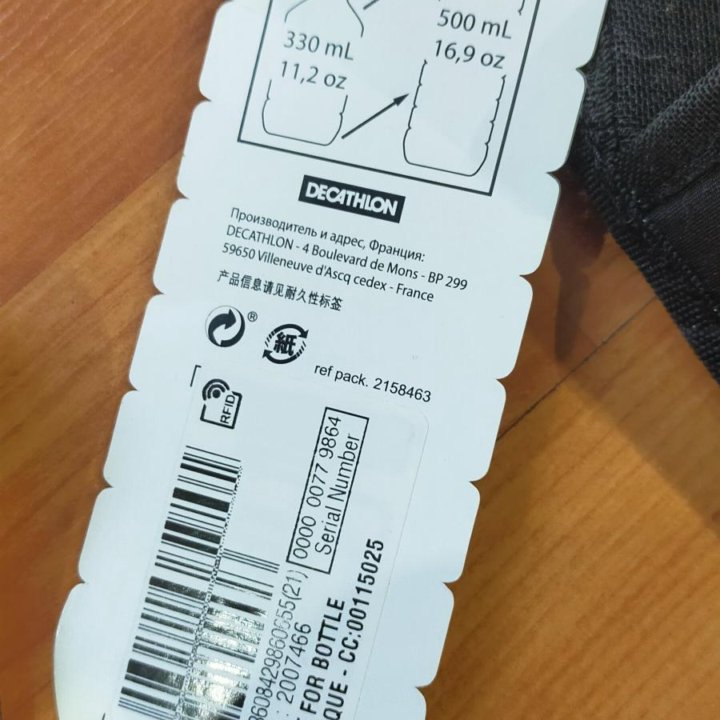 330 mL
11,2 oz
500 mL
16,9 oz
DECATHLON
Производитель и адрес, Франция:
DECATHLON - 4 Boulevard de Mons - BP 299
59650 Villeneuve d'Ascq cedex - France
产品信息请见耐久性标签
®
紙
ref pack. 2158463
RFID
0000 0077 9864
Serial Number
3608429860655(21)
: 2007466
FOR BOTTLE
QUE - CC:00115025